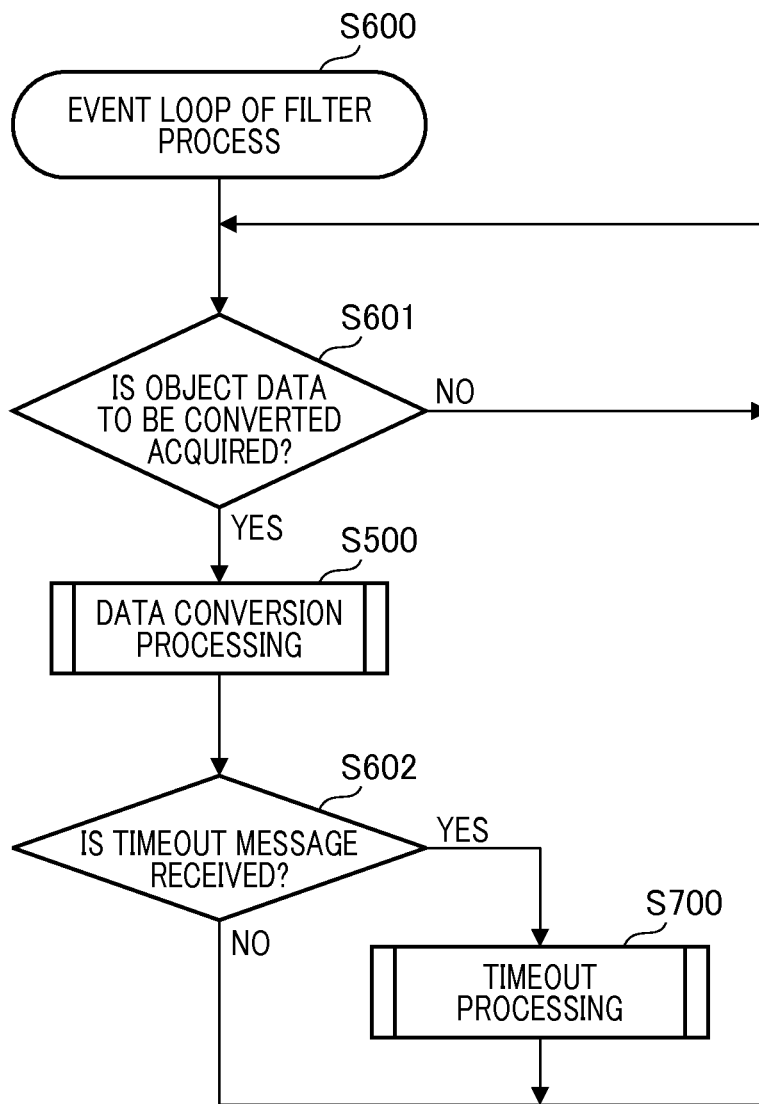 S600
EVENT LOOP OF FILTER
PROCESS
S601
IS OBJECT DATA
TO BE CONVERTED
ACQUIRED?
NO
YES
S500
DATA CONVERSION
PROCESSING
S602
IS TIMEOUT MESSAGE
RECEIVED?
YES
NO
S700
TIMEOUT
PROCESSING